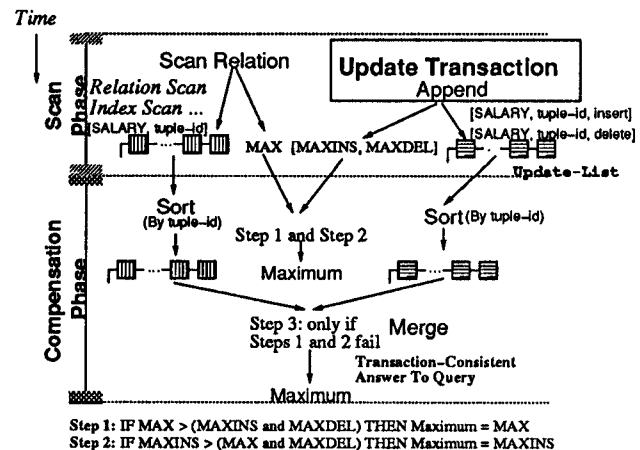 Time
Scan Phase
Scan Relation
Relation Scan
Index Scan ...
[SALARY, tuple-id]
Update Transaction
Append
[SALARY, tuple-id, insert]
[SALARY, tuple-id, delete]
MAX [MAXINS, MAXDEL]
Update-List
Compensation Phase
Sort
(By tuple-id)
Step 1 and Step 2
Maximum
Sort (By tuple-id)
Step 3: only if
Steps 1 and 2 fail
Merge
Transaction-Consistent
Answer To Query
Maximum
Step 1: IF MAX > (MAXINS and MAXDEL) THEN Maximum = MAX
Step 2: IF MAXINS > (MAX and MAXDEL) THEN Maximum = MAXINS